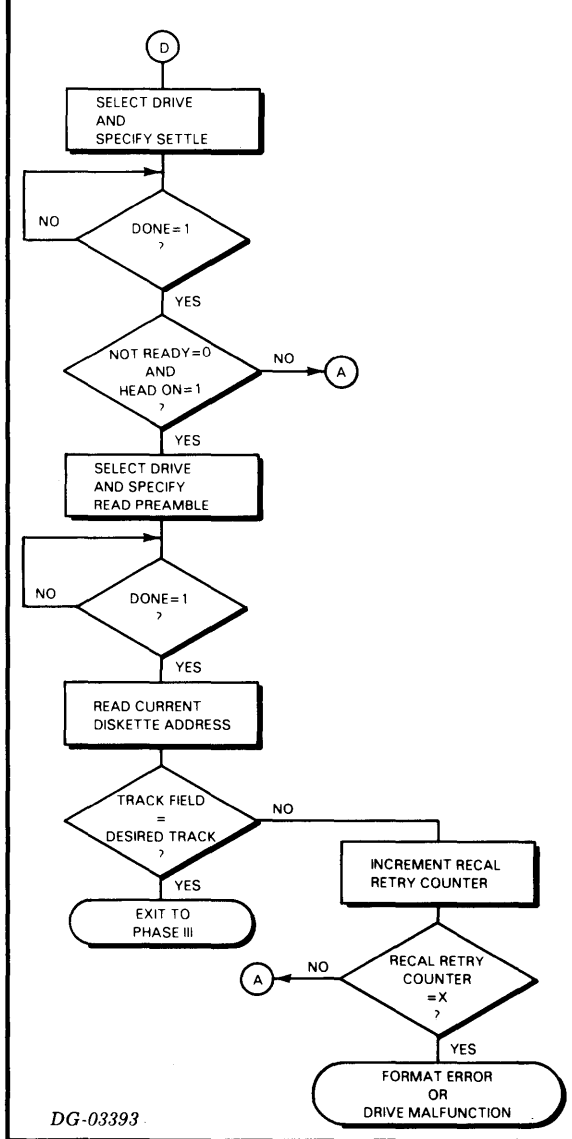 D
SELECT DRIVE
AND
SPECIFY SETTLE
NO
DONE=1
?
YES
NOT READY=0
AND
HEAD ON=1
?
NO
A
YES
SELECT DRIVE
AND SPECIFY
READ PREAMBLE
NO
DONE=1
?
YES
READ CURRENT
DISKETTE ADDRESS
TRACK FIELD
=
DESIRED TRACK
?
NO
YES
EXIT TO
PHASE III
INCREMENT RECAL
RETRY COUNTER
RECAL RETRY
COUNTER
=X
?
NO
A
YES
FORMAT ERROR
OR
DRIVE MALFUNCTION
DG-03393